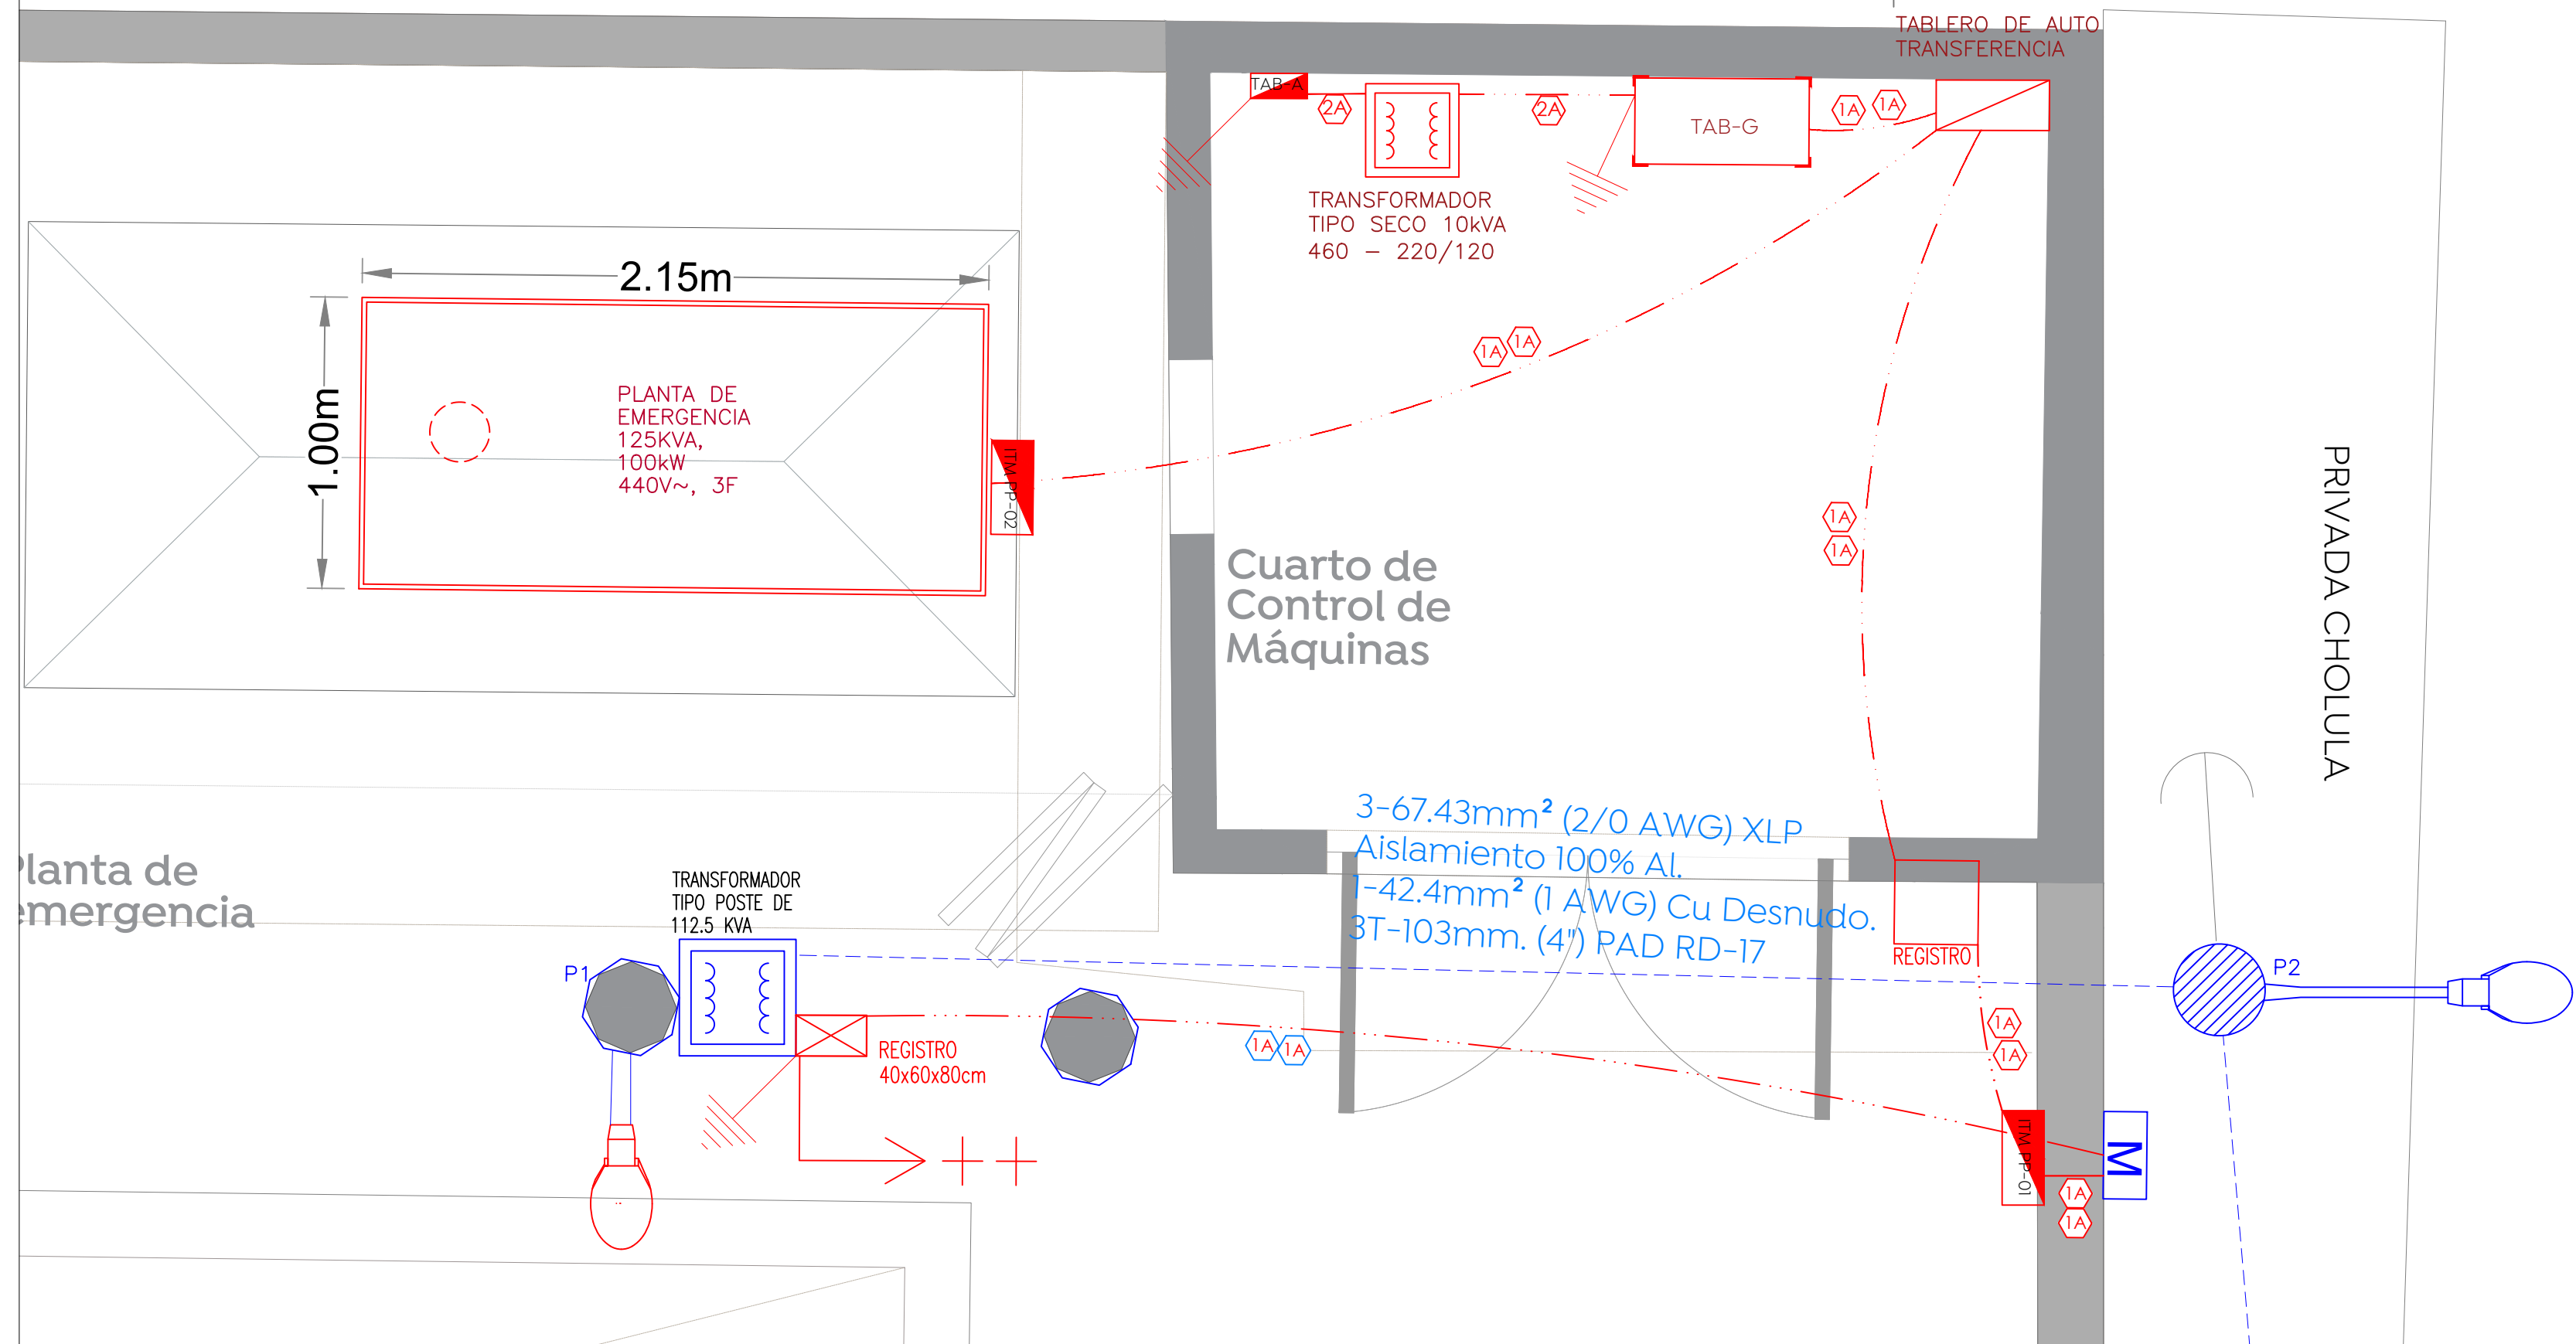 TABLERO DE AUTO
TRANSFERENCIA
TAB-A
2A
2A
TAB-G
1A
1A
TRANSFORMADOR
TIPO SECO 10kVA
460 - 220/120
2.15m
1.00m
PLANTA DE
EMERGENCIA
125KVA,
100kW
440V~, 3F
ITM PP-02
1A
1A
1A
1A
PRIVADA CHOLULA
Cuarto de
Control de
Máquinas
3-67.43mm² (2/0 AWG) XLP
Aislamiento 100% Al.
1-42.4mm² (1 AWG) Cu Desnudo.
3T-103mm. (4") PAD RD-17
Planta de
emergencia
TRANSFORMADOR
TIPO POSTE DE
112.5 KVA
P1
REGISTRO
P2
REGISTRO
40x60x80cm
1A
1A
1A
1A
ITM PP-01
M
1A
1A